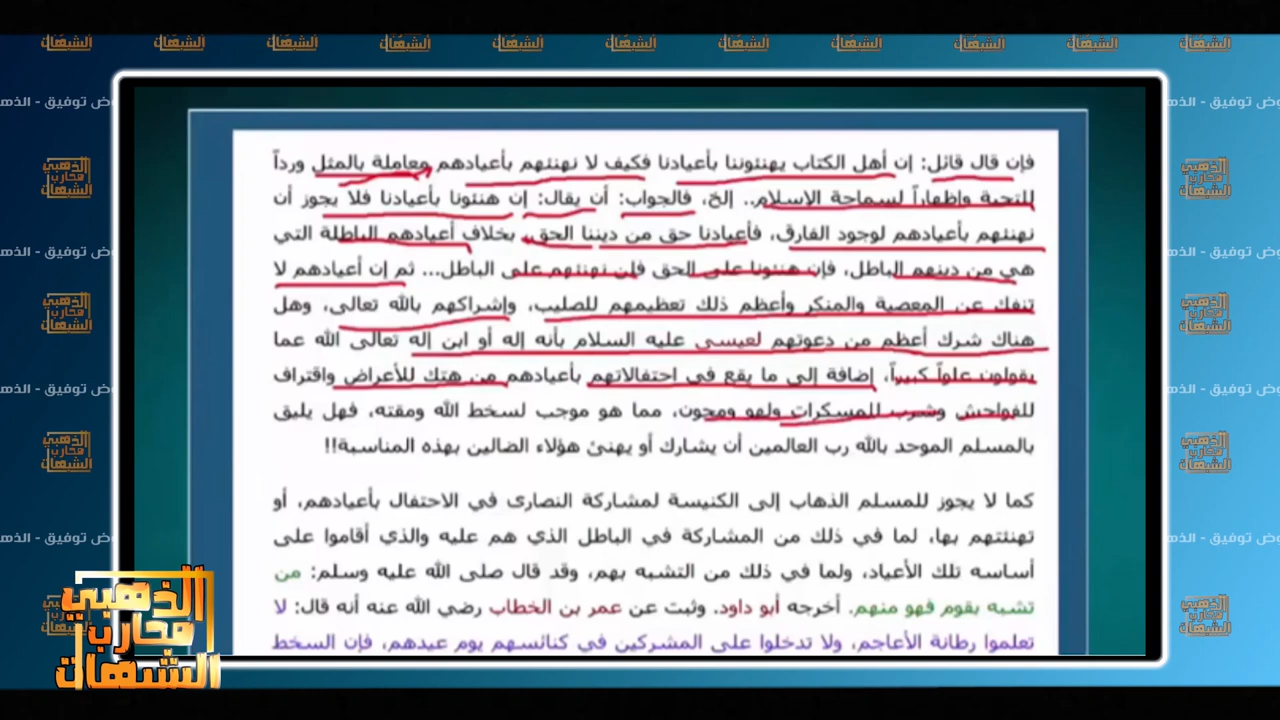 فإن قال قائل: إن أهل الكتاب يهنئوننا بأعيادنا فكيف لا نهنئهم بأعيادهم معاملة بالمثل ورداً
للتحية وإظهاراً لسماحة الإسلام.. إلخ، فالجواب: أن يقال: إن هنئونا بأعيادنا فلا يجوز أن
نهنئهم بأعيادهم لوجود الفارق، فأعيادنا حق من ديننا الحق، بخلاف أعيادهم الباطلة التي
هي من دينهم الباطل، فإن هنئونا على الحق فلن نهنئهم على الباطل... ثم إن أعيادهم لا
تنفك عن المعصية والمنكر وأعظم ذلك تعظيمهم للصليب، وإشراكهم بالله تعالى، وهل
هناك شرك أعظم من دعوتهم لعيسى عليه السلام بأنه إله أو ابن إله تعالى الله عما
يقولون علواً كبيراً، إضافة إلى ما يقع في احتفالاتهم بأعيادهم من هتك للأعراض واقتراف
للفواحش وشرب للمسكرات ولهو ومجون، مما هو موجب لسخط الله ومقته، فهل يليق
بالمسلم الموحد بالله رب العالمين أن يشارك أو يهنئ هؤلاء الضالين بهذه المناسبة!!
كما لا يجوز للمسلم الذهاب إلى الكنيسة لمشاركة النصارى في الاحتفال بأعيادهم، أو
تهنئتهم بها، لما في ذلك من المشاركة في الباطل الذي هم عليه والذي أقاموا على
أساسه تلك الأعياد، ولما في ذلك من التشبه بهم، وقد قال صلى الله عليه وسلم: من
تشبه بقوم فهو منهم. أخرجه أبو داود. وثبت عن عمر بن الخطاب رضي الله عنه أنه قال: لا
تعلموا رطانة الأعاجم، ولا تدخلوا على المشركين في كنائسهم يوم عيدهم، فإن السخط
الذهبي
محارب
الشبهات